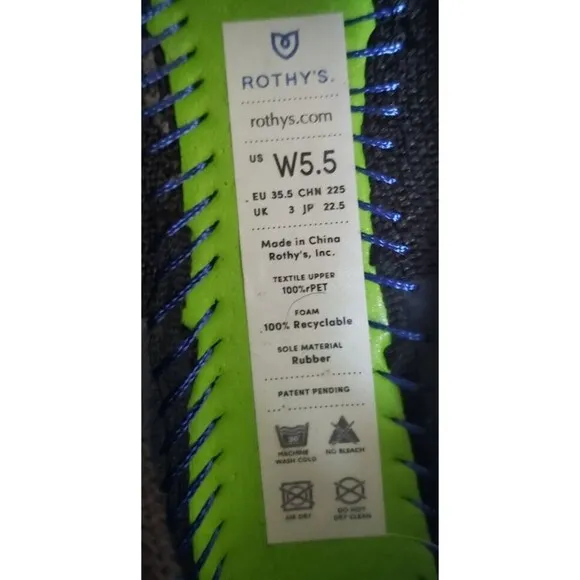 ROTHY'S.
rothys.com
US W5.5
EU 35.5 CHN 225
UK 3 JP 22.5
Made in China
Rothy's, Inc.
TEXTILE UPPER
100% rPET
FOAM
100% Recyclable
SOLE MATERIAL
Rubber
PATENT PENDING
MACHINE WASH COLD
NO BLEACH
AIR DRY
DO NOT DRY CLEAN